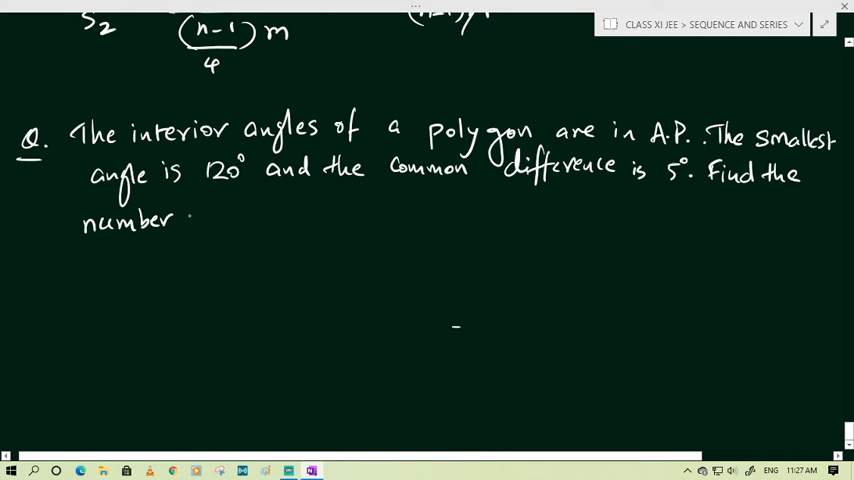 S₂ (n-1)m
4
CLASS XI JEE > SEQUENCE AND SERIES
Q. The interior angles of a polygon are in A.P.. The smallest
angle is 120° and the common difference is 5°. Find the
number
ENG 11:27 AM